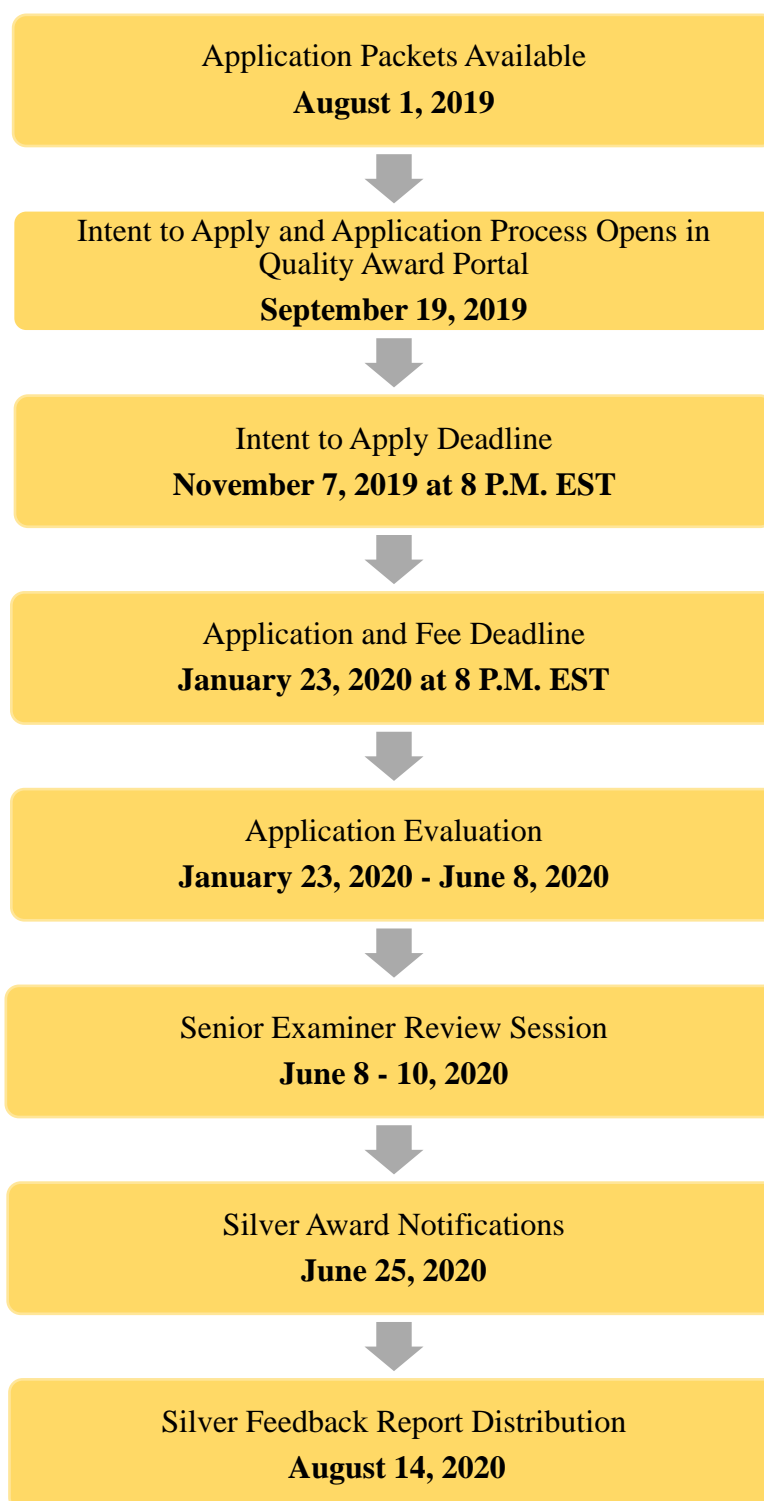 Application Packets Available
August 1, 2019
Intent to Apply and Application Process Opens in
Quality Award Portal
September 19, 2019
Intent to Apply Deadline
November 7, 2019 at 8 P.M. EST
Application and Fee Deadline
January 23, 2020 at 8 P.M. EST
Application Evaluation
January 23, 2020 - June 8, 2020
Senior Examiner Review Session
June 8 - 10, 2020
Silver Award Notifications
June 25, 2020
Silver Feedback Report Distribution
August 14, 2020